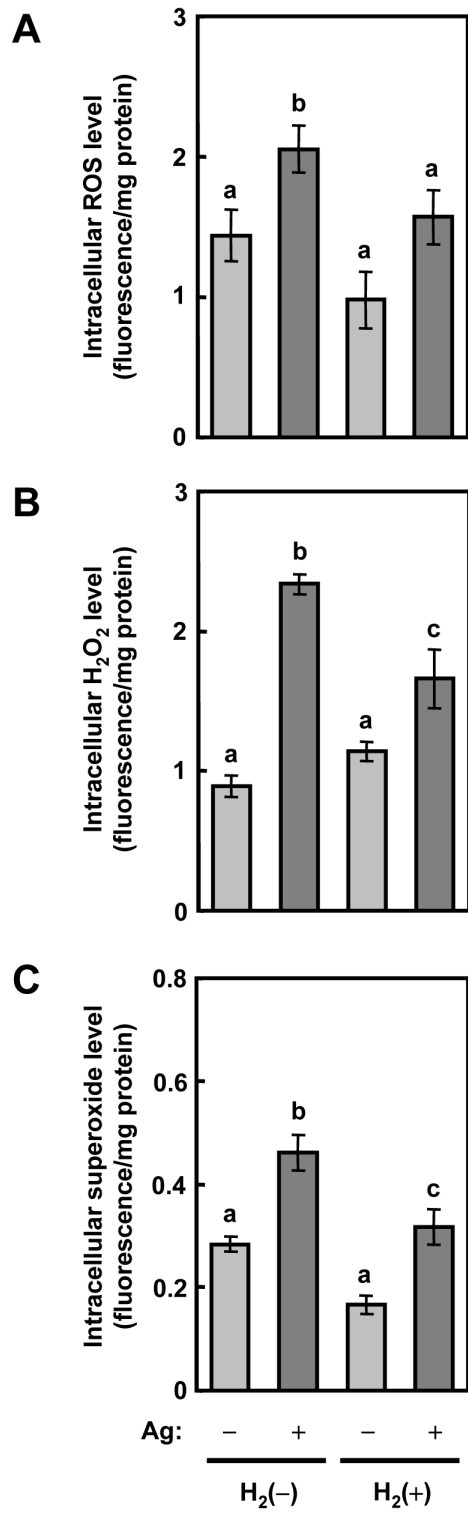 A
Intracellular ROS level
(fluorescence/mg protein)
3
2
1
0
a
b
a
a
B
Intracellular H₂O₂ level
(fluorescence/mg protein)
3
2
1
0
a
b
a
c
C
Intracellular superoxide level
(fluorescence/mg protein)
0.8
0.6
0.4
0.2
0
a
b
a
c
Ag: − + − +
H₂(−) H₂(+)